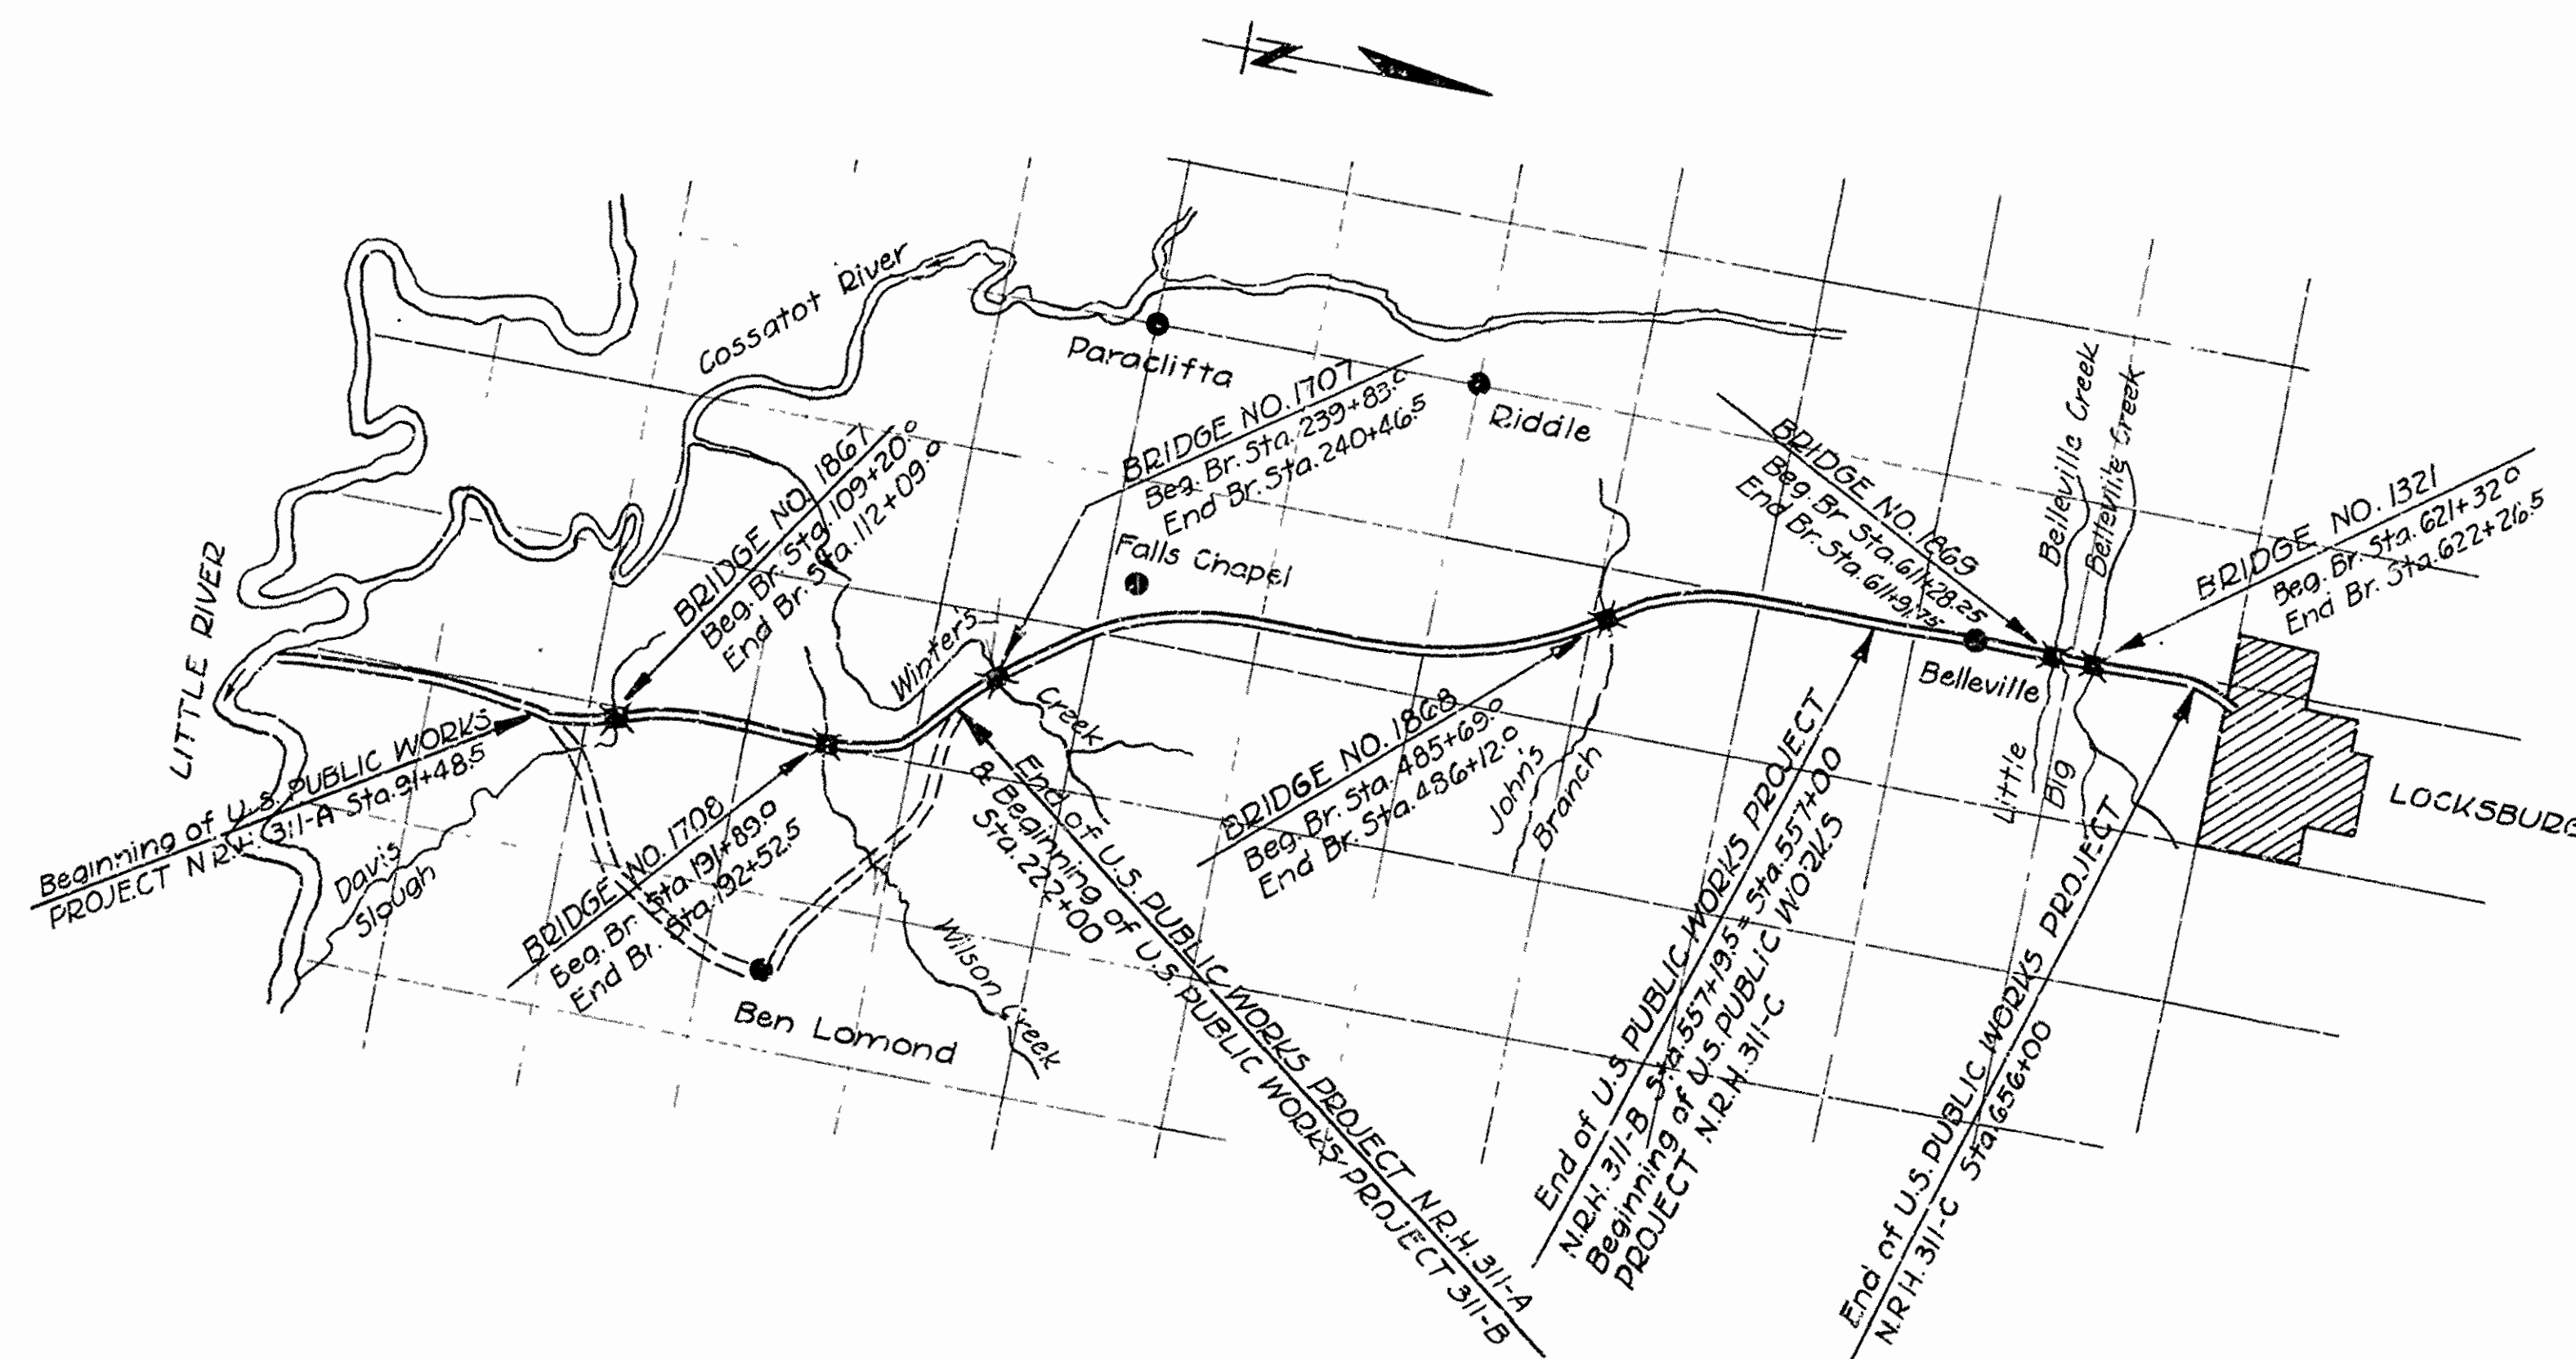 N
Cossatot River
Paraclifta
Riddle
BRIDGE NO. 1867
Beg. Br. Sta. 109+20.0
End Br. Sta. 112+09.0
BRIDGE NO. 1707
Beg. Br. Sta. 239+83.0
End Br. Sta. 240+46.5
Falls Chapel
BRIDGE NO. 1869
Beg. Br. Sta. 611+28.25
End Br. Sta. 611+91.75
Belleville Creek
Belleville Creek
BRIDGE NO. 1321
Beg. Br. Sta. 621+32.0
End Br. Sta. 622+26.5
LITTLE RIVER
Winter's
Creek
Belleville
Little
Big
LOCKSBURG
Beginning of U.S. PUBLIC WORKS
PROJECT N.R.H. 311-A Sta. 91+48.5
Davis
Slough
BRIDGE NO. 1708
Beg. Br. Sta. 191+89.0
End Br. Sta. 192+52.5
Ben Lomond
Wilson Creek
BRIDGE NO. 1868
Beg. Br. Sta. 485+69.0
End Br. Sta. 486+12.0
John's
Branch
End of U.S. PUBLIC WORKS PROJECT N.R.H. 311-A
& Beginning of U.S. PUBLIC WORKS PROJECT 311-B
Sta. 222+00
End of U.S. PUBLIC WORKS PROJECT
N.R.H. 311-B Sta. 557+19.5 = Sta. 557+00
Beginning of U.S. PUBLIC WORKS
PROJECT N.R.H. 311-C
End of U.S. PUBLIC WORKS PROJECT
N.R.H. 311-C Sta. 656+00